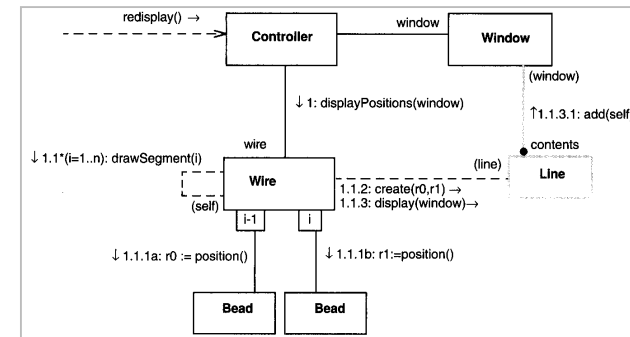 redisplay() →
window
Controller
Window
(window)
↓ 1: displayPositions(window)
↑1.1.3.1: add(self
wire
contents
↓ 1.1*(i=1..n): drawSegment(i)
(line)
Wire
Line
1.1.2: create(r0,r1) →
(self)
1.1.3: display(window)→
i-1
i
↓ 1.1.1a: r0 := position()
↓ 1.1.1b: r1:=position()
Bead
Bead